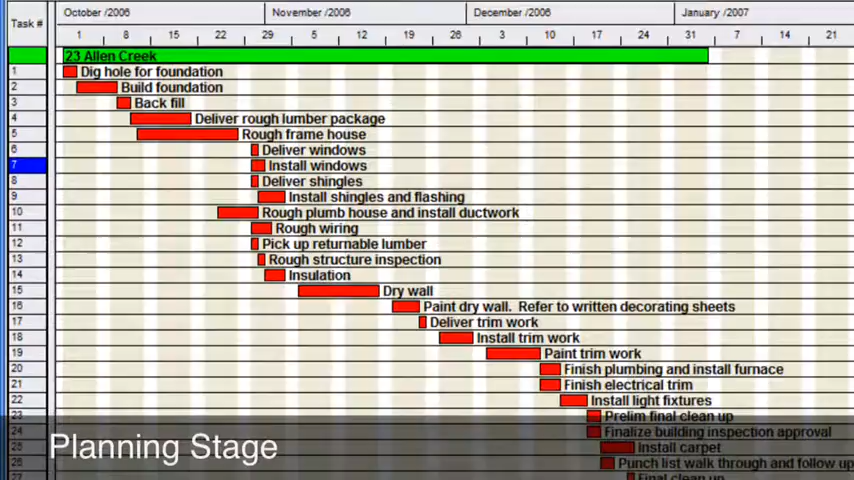 October /2006 November /2006 December /2006 January /2007
Task #
1 8 15 22 29 5 12 19 26 3 10 17 24 31 7 14 21
23 Allen Creek
1 Dig hole for foundation
2 Build foundation
3 Back fill
4 Deliver rough lumber package
5 Rough frame house
6 Deliver windows
7 Install windows
8 Deliver shingles
9 Install shingles and flashing
10 Rough plumb house and install ductwork
11 Rough wiring
12 Pick up returnable lumber
13 Rough structure inspection
14 Insulation
15 Dry wall
16 Paint dry wall. Refer to written decorating sheets
17 Deliver trim work
18 Install trim work
19 Paint trim work
20 Finish plumbing and install furnace
21 Finish electrical trim
22 Install light fixtures
23 Prelim final clean up
24 Finalize building inspection approval
25 Install carpet
26 Punch list walk through and follow up
27 Final clean up
Planning Stage